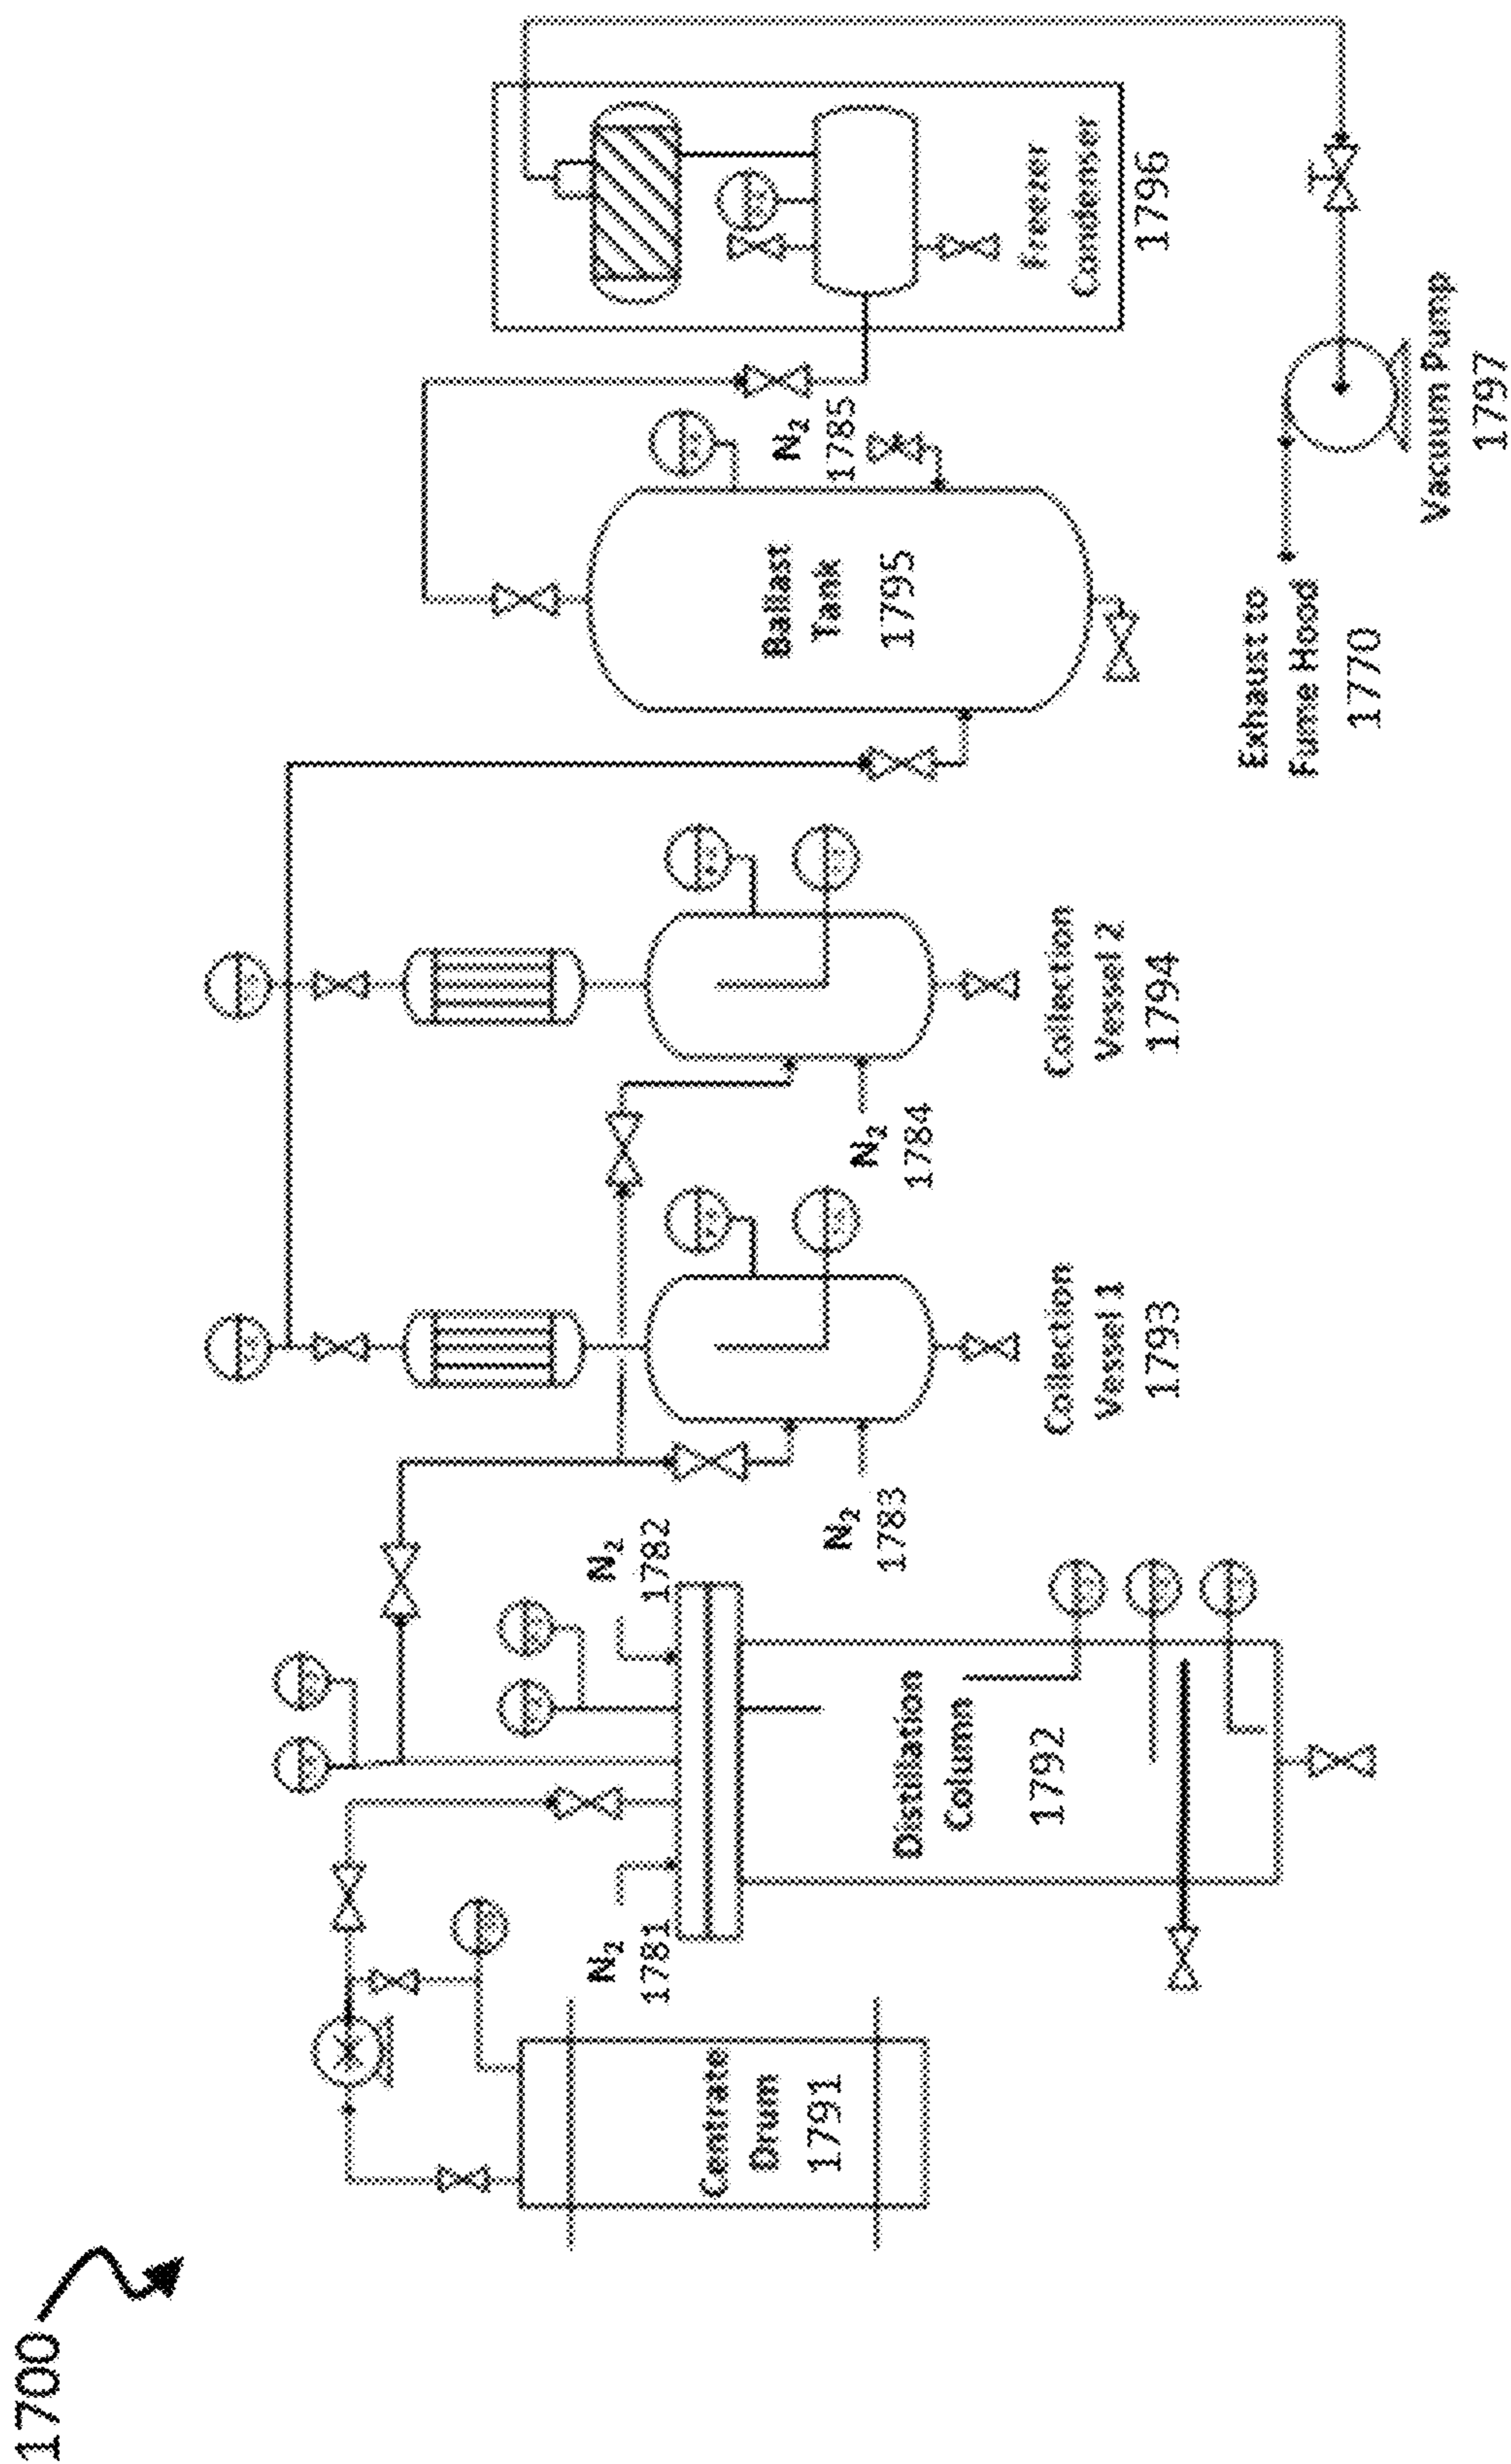 1700
Centrate
Drum
1791
N₂
1781
Distillation
Column
1792
N₂
1782
N₂
1783
Collection
Vessel 1
1793
N₂
1784
Collection
Vessel 2
1794
Ballast
Tank
1795
N₂
1785
Freezer
Condenser
1796
Exhaust to
Fume Hood
1770
Vacuum Pump
1797